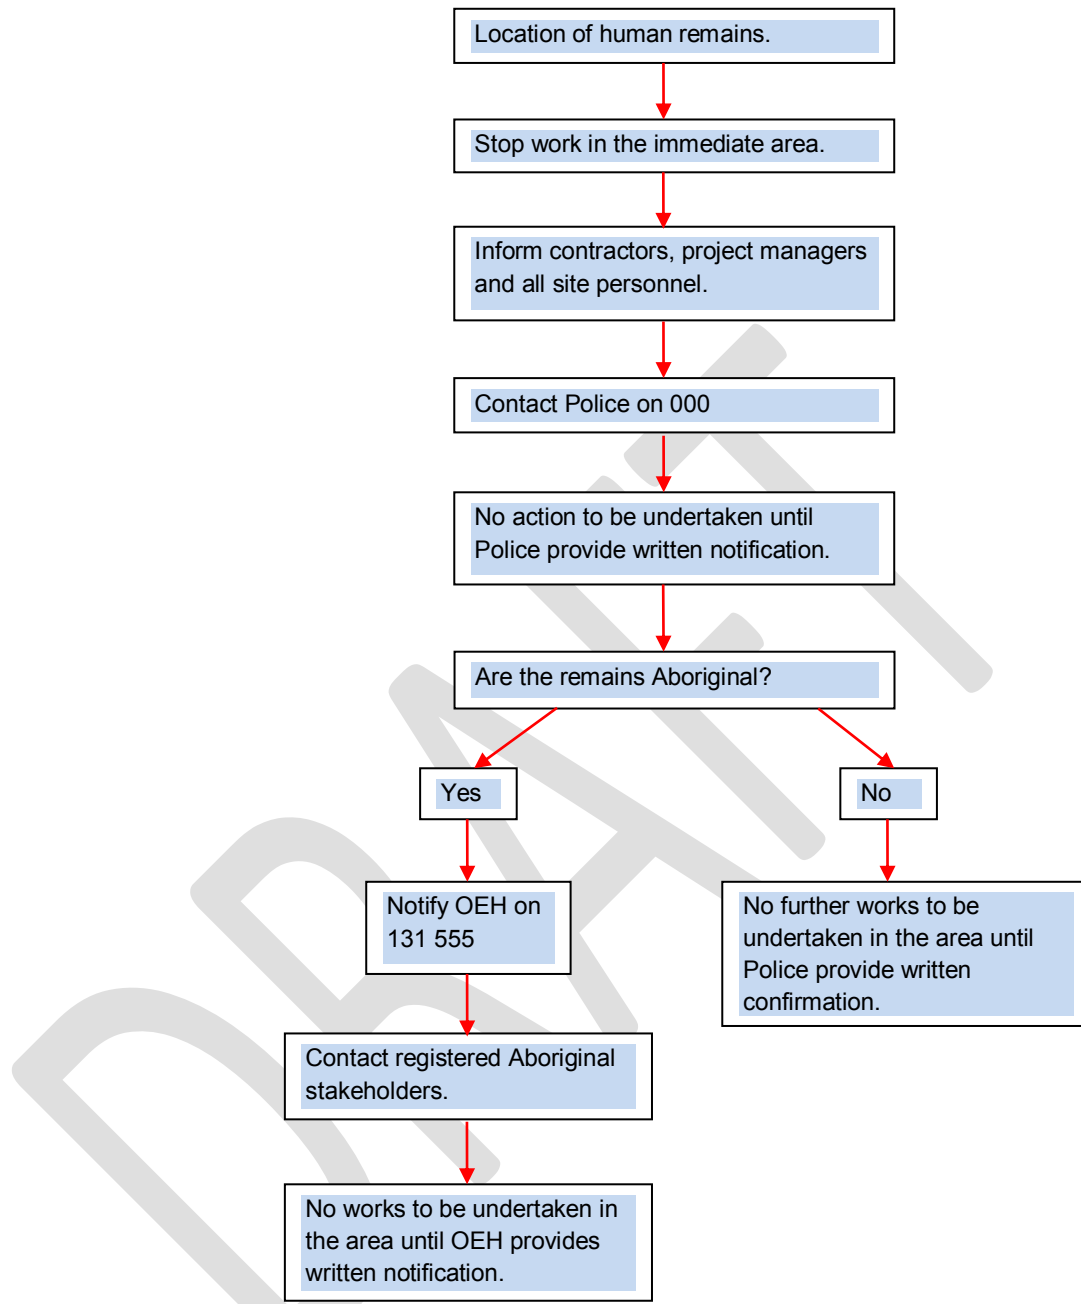 Location of human remains.
Stop work in the immediate area.
Inform contractors, project managers
and all site personnel.
Contact Police on 000
No action to be undertaken until
Police provide written notification.
Are the remains Aboriginal?
Yes
No
Notify OEH on
131 555
No further works to be
undertaken in the area until
Police provide written
confirmation.
Contact registered Aboriginal
stakeholders.
No works to be undertaken in
the area until OEH provides
written notification.
DRAFT